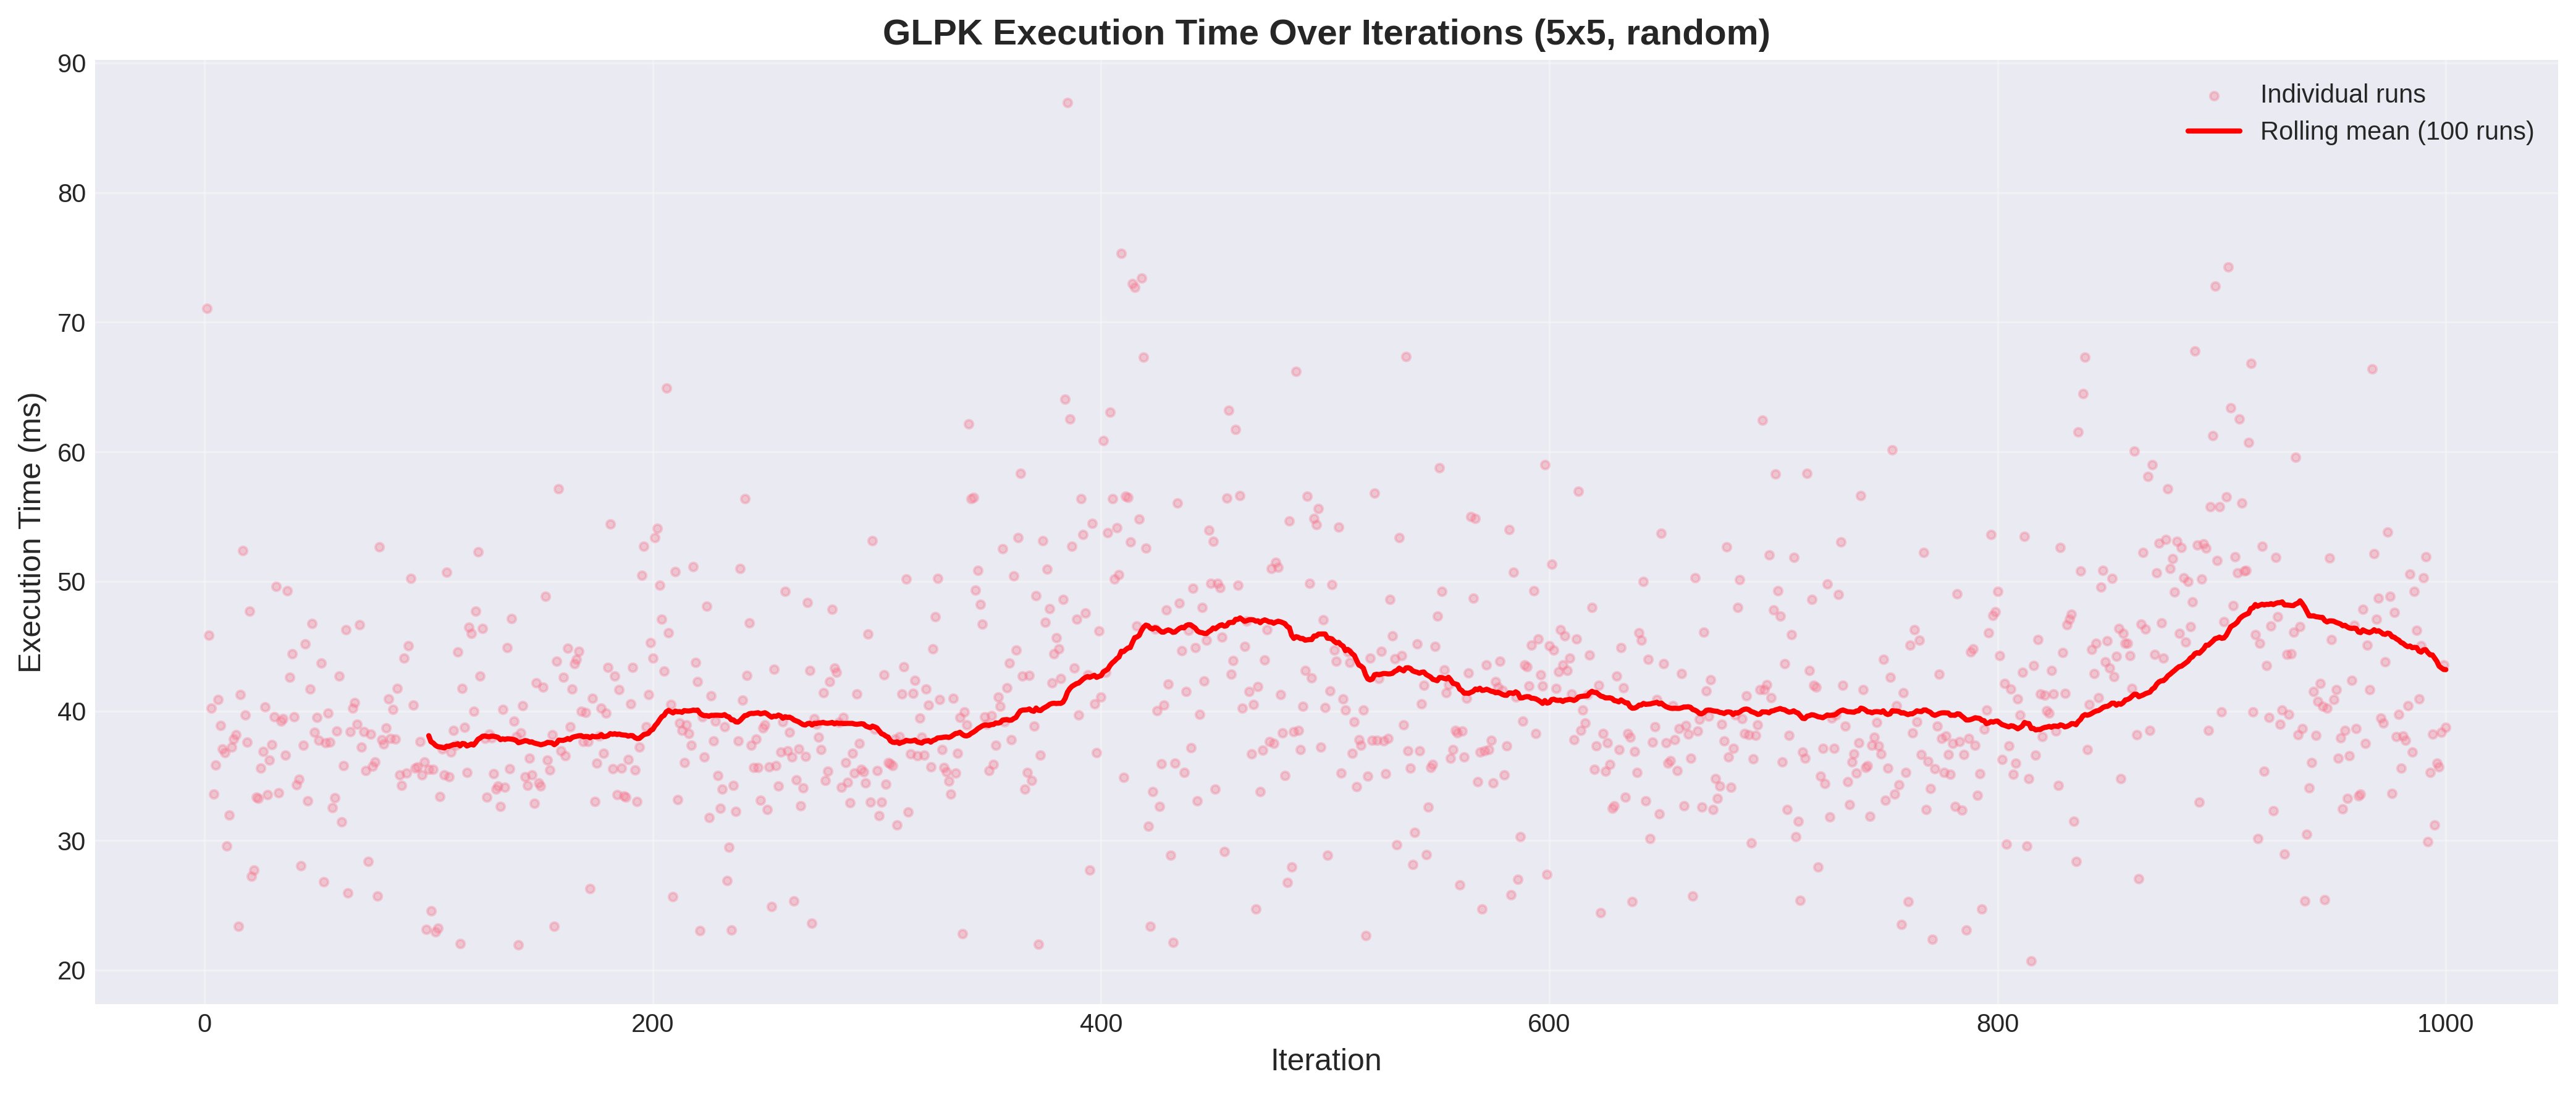 GLPK Execution Time Over Iterations (5x5, random)
Individual runs
Rolling mean (100 runs)
Execution Time (ms)
90
80
70
60
50
40
30
20
0
200
400
600
800
1000
Iteration